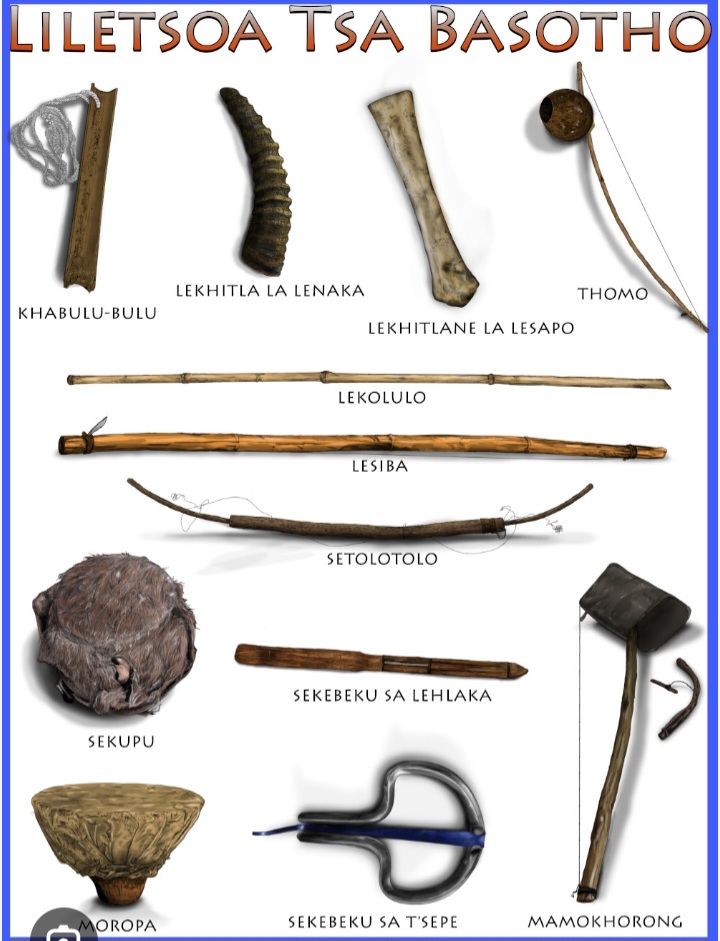 LILETSOA TSA BASOTHO
KHABULU-BULU
LEKHITLA LA LENAKA
LEKHITLANE LA LESAPO
THOMO
LEKOLULO
LESIBA
SETOLOTOLO
SEKUPU
SEKEBEKU SA LEHLAKA
MOROPA
SEKEBEKU SA T'SEPE
MAMOKHORONG